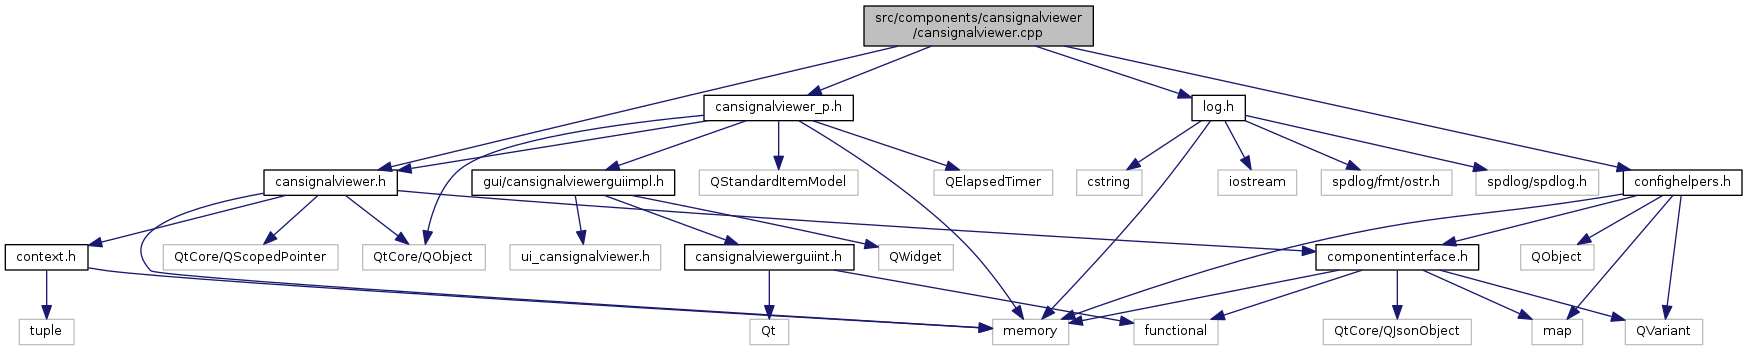 src/components/cansignalviewer
/cansignalviewer.cpp
cansignalviewer_p.h
log.h
cansignalviewer.h
gui/cansignalviewerguiimpl.h
QStandardItemModel
QElapsedTimer
cstring
iostream
spdlog/fmt/ostr.h
spdlog/spdlog.h
confighelpers.h
context.h
QtCore/QScopedPointer
QtCore/QObject
ui_cansignalviewer.h
cansignalviewerguiint.h
QWidget
componentinterface.h
QObject
tuple
Qt
memory
functional
QtCore/QJsonObject
map
QVariant